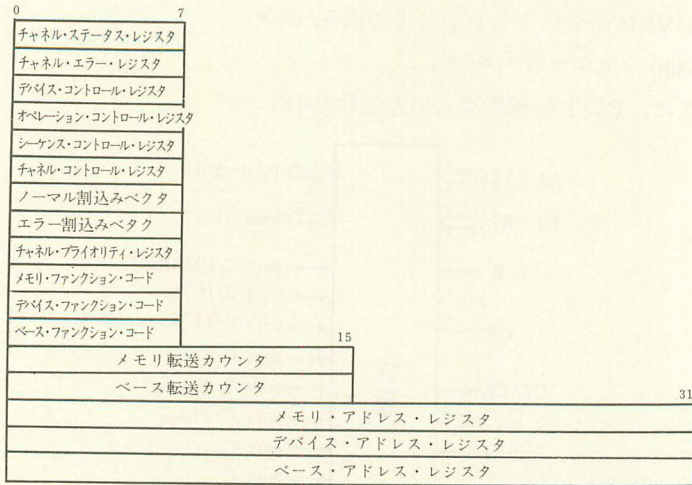 0 7
チャネル・ステータス・レジスタ
チャネル・エラー・レジスタ
デバイス・コントロール・レジスタ
オペレーション・コントロール・レジスタ
シーケンス・コントロール・レジスタ
チャネル・コントロール・レジスタ
ノーマル割込みベクタ
エラー割込みベタク
チャネル・プライオリティ・レジスタ
メモリ・ファンクション・コード
デバイス・ファンクション・コード
ベース・ファンクション・コード
15
メモリ転送カウンタ
ベース転送カウンタ
31
メモリ・アドレス・レジスタ
デバイス・アドレス・レジスタ
ベース・アドレス・レジスタ